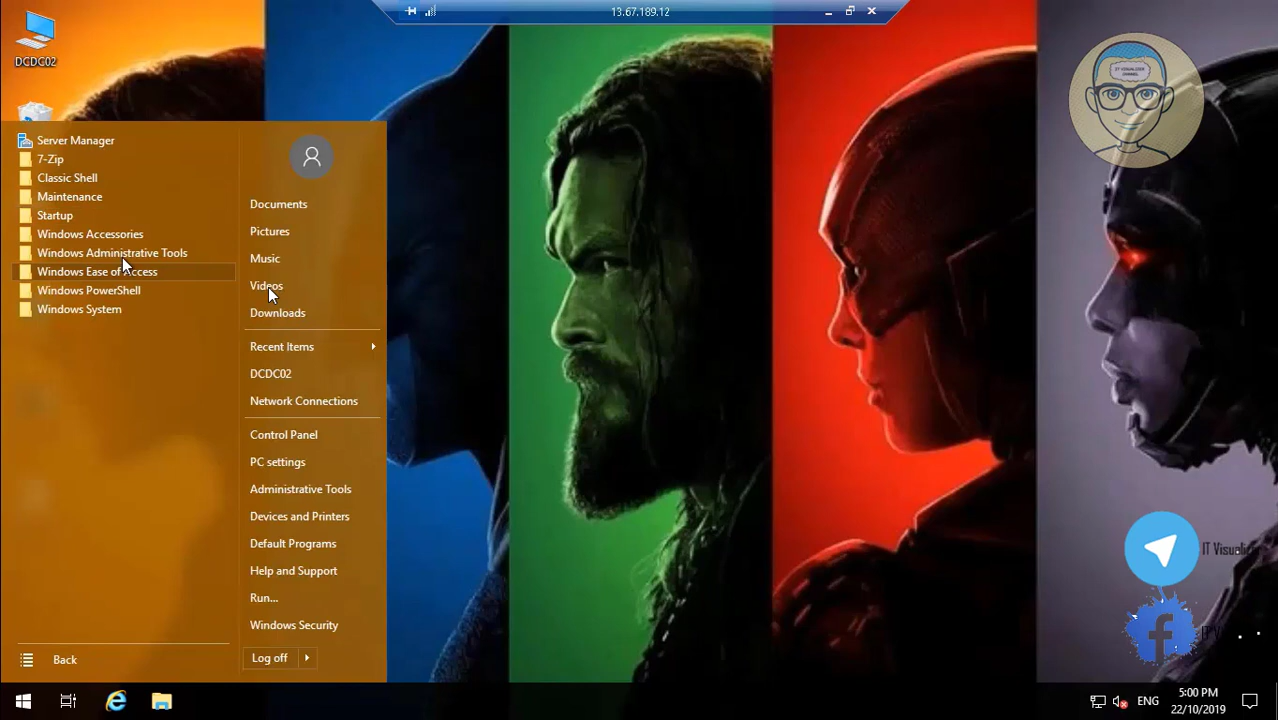 13.67.189.12
DCDC02
IT VISUALIZER
CHANNEL
Server Manager
7-Zip
Classic Shell
Maintenance
Startup
Windows Accessories
Windows Administrative Tools
Windows Ease of Access
Windows PowerShell
Windows System
Back
Documents
Pictures
Music
Videos
Downloads
Recent Items
DCDC02
Network Connections
Control Panel
PC settings
Administrative Tools
Devices and Printers
Default Programs
Help and Support
Run...
Windows Security
Log off
ENG
5:00 PM
22/10/2019